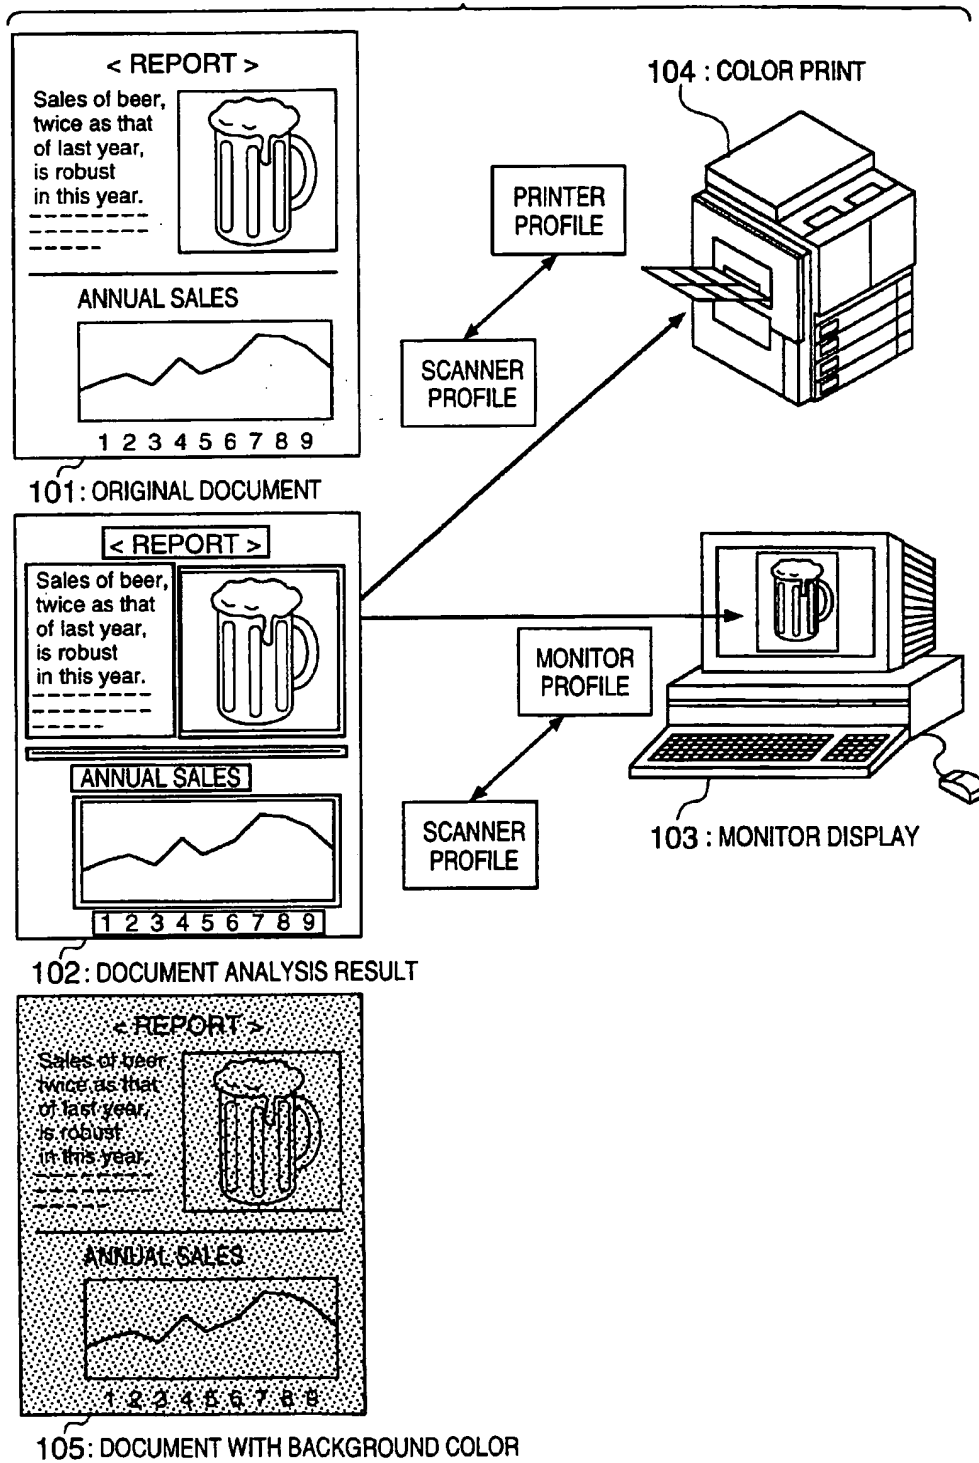 < REPORT >
Sales of beer,
twice as that
of last year,
is robust
in this year.
ANNUAL SALES
1 2 3 4 5 6 7 8 9
101 : ORIGINAL DOCUMENT
104 : COLOR PRINT
PRINTER
PROFILE
SCANNER
PROFILE
< REPORT >
Sales of beer,
twice as that
of last year,
is robust
in this year.
ANNUAL SALES
1 2 3 4 5 6 7 8 9
102 : DOCUMENT ANALYSIS RESULT
MONITOR
PROFILE
SCANNER
PROFILE
103 : MONITOR DISPLAY
< REPORT >
Sales of beer
twice as that
of last year,
is robust
in this year.
ANNUAL SALES
1 2 3 4 5 6 7 8 9
105 : DOCUMENT WITH BACKGROUND COLOR